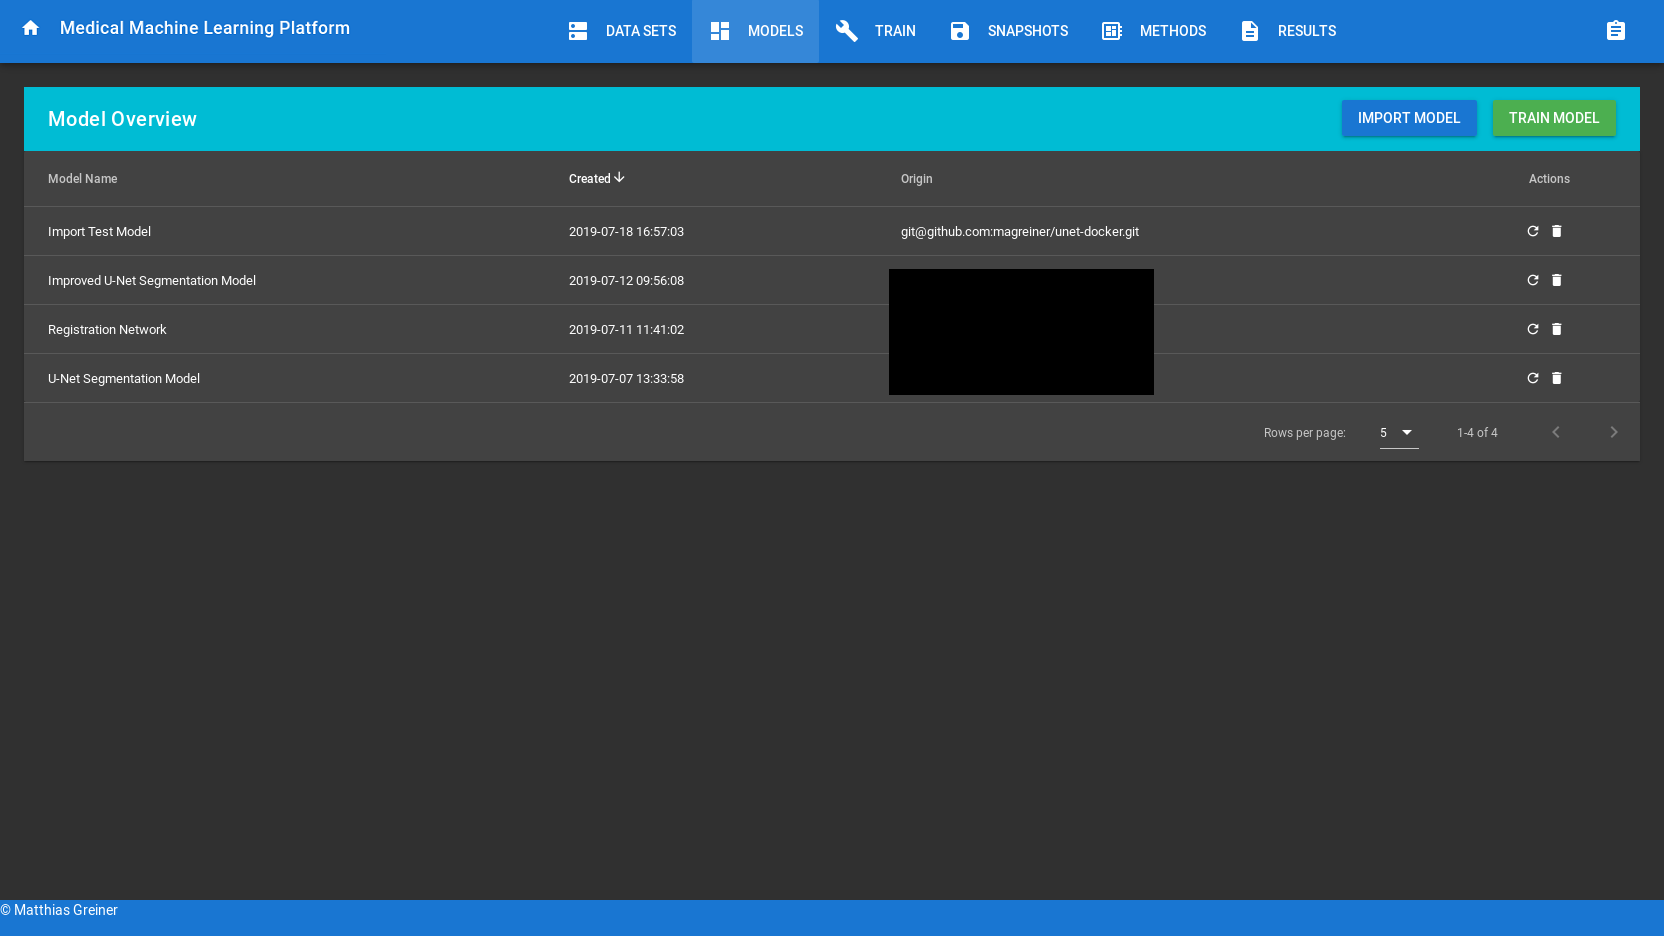 Medical Machine Learning Platform DATA SETS MODELS TRAIN SNAPSHOTS METHODS RESULTS
Model Overview IMPORT MODEL TRAIN MODEL
Model Name Created Origin Actions
Import Test Model 2019-07-18 16:57:03 git@github.com:magreiner/unet-docker.git
Improved U-Net Segmentation Model 2019-07-12 09:56:08
Registration Network 2019-07-11 11:41:02
U-Net Segmentation Model 2019-07-07 13:33:58
Rows per page: 5 1-4 of 4
© Matthias Greiner